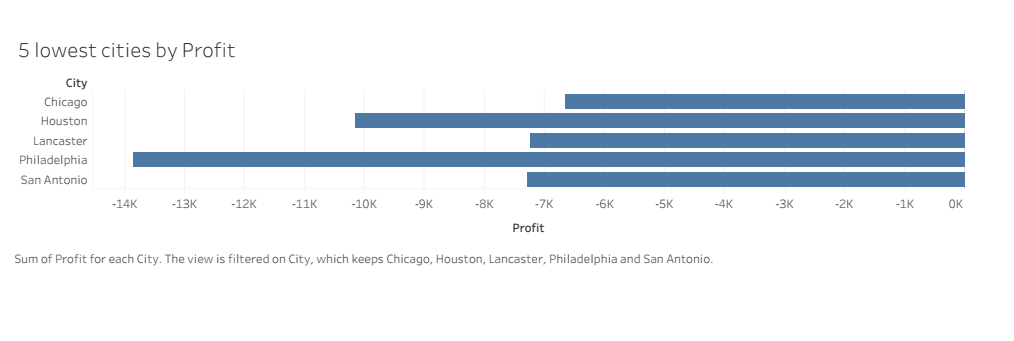 5 lowest cities by Profit
City
Chicago
Houston
Lancaster
Philadelphia
San Antonio
-14K -13K -12K -11K -10K -9K -8K -7K -6K -5K -4K -3K -2K -1K 0K
Profit
Sum of Profit for each City. The view is filtered on City, which keeps Chicago, Houston, Lancaster, Philadelphia and San Antonio.